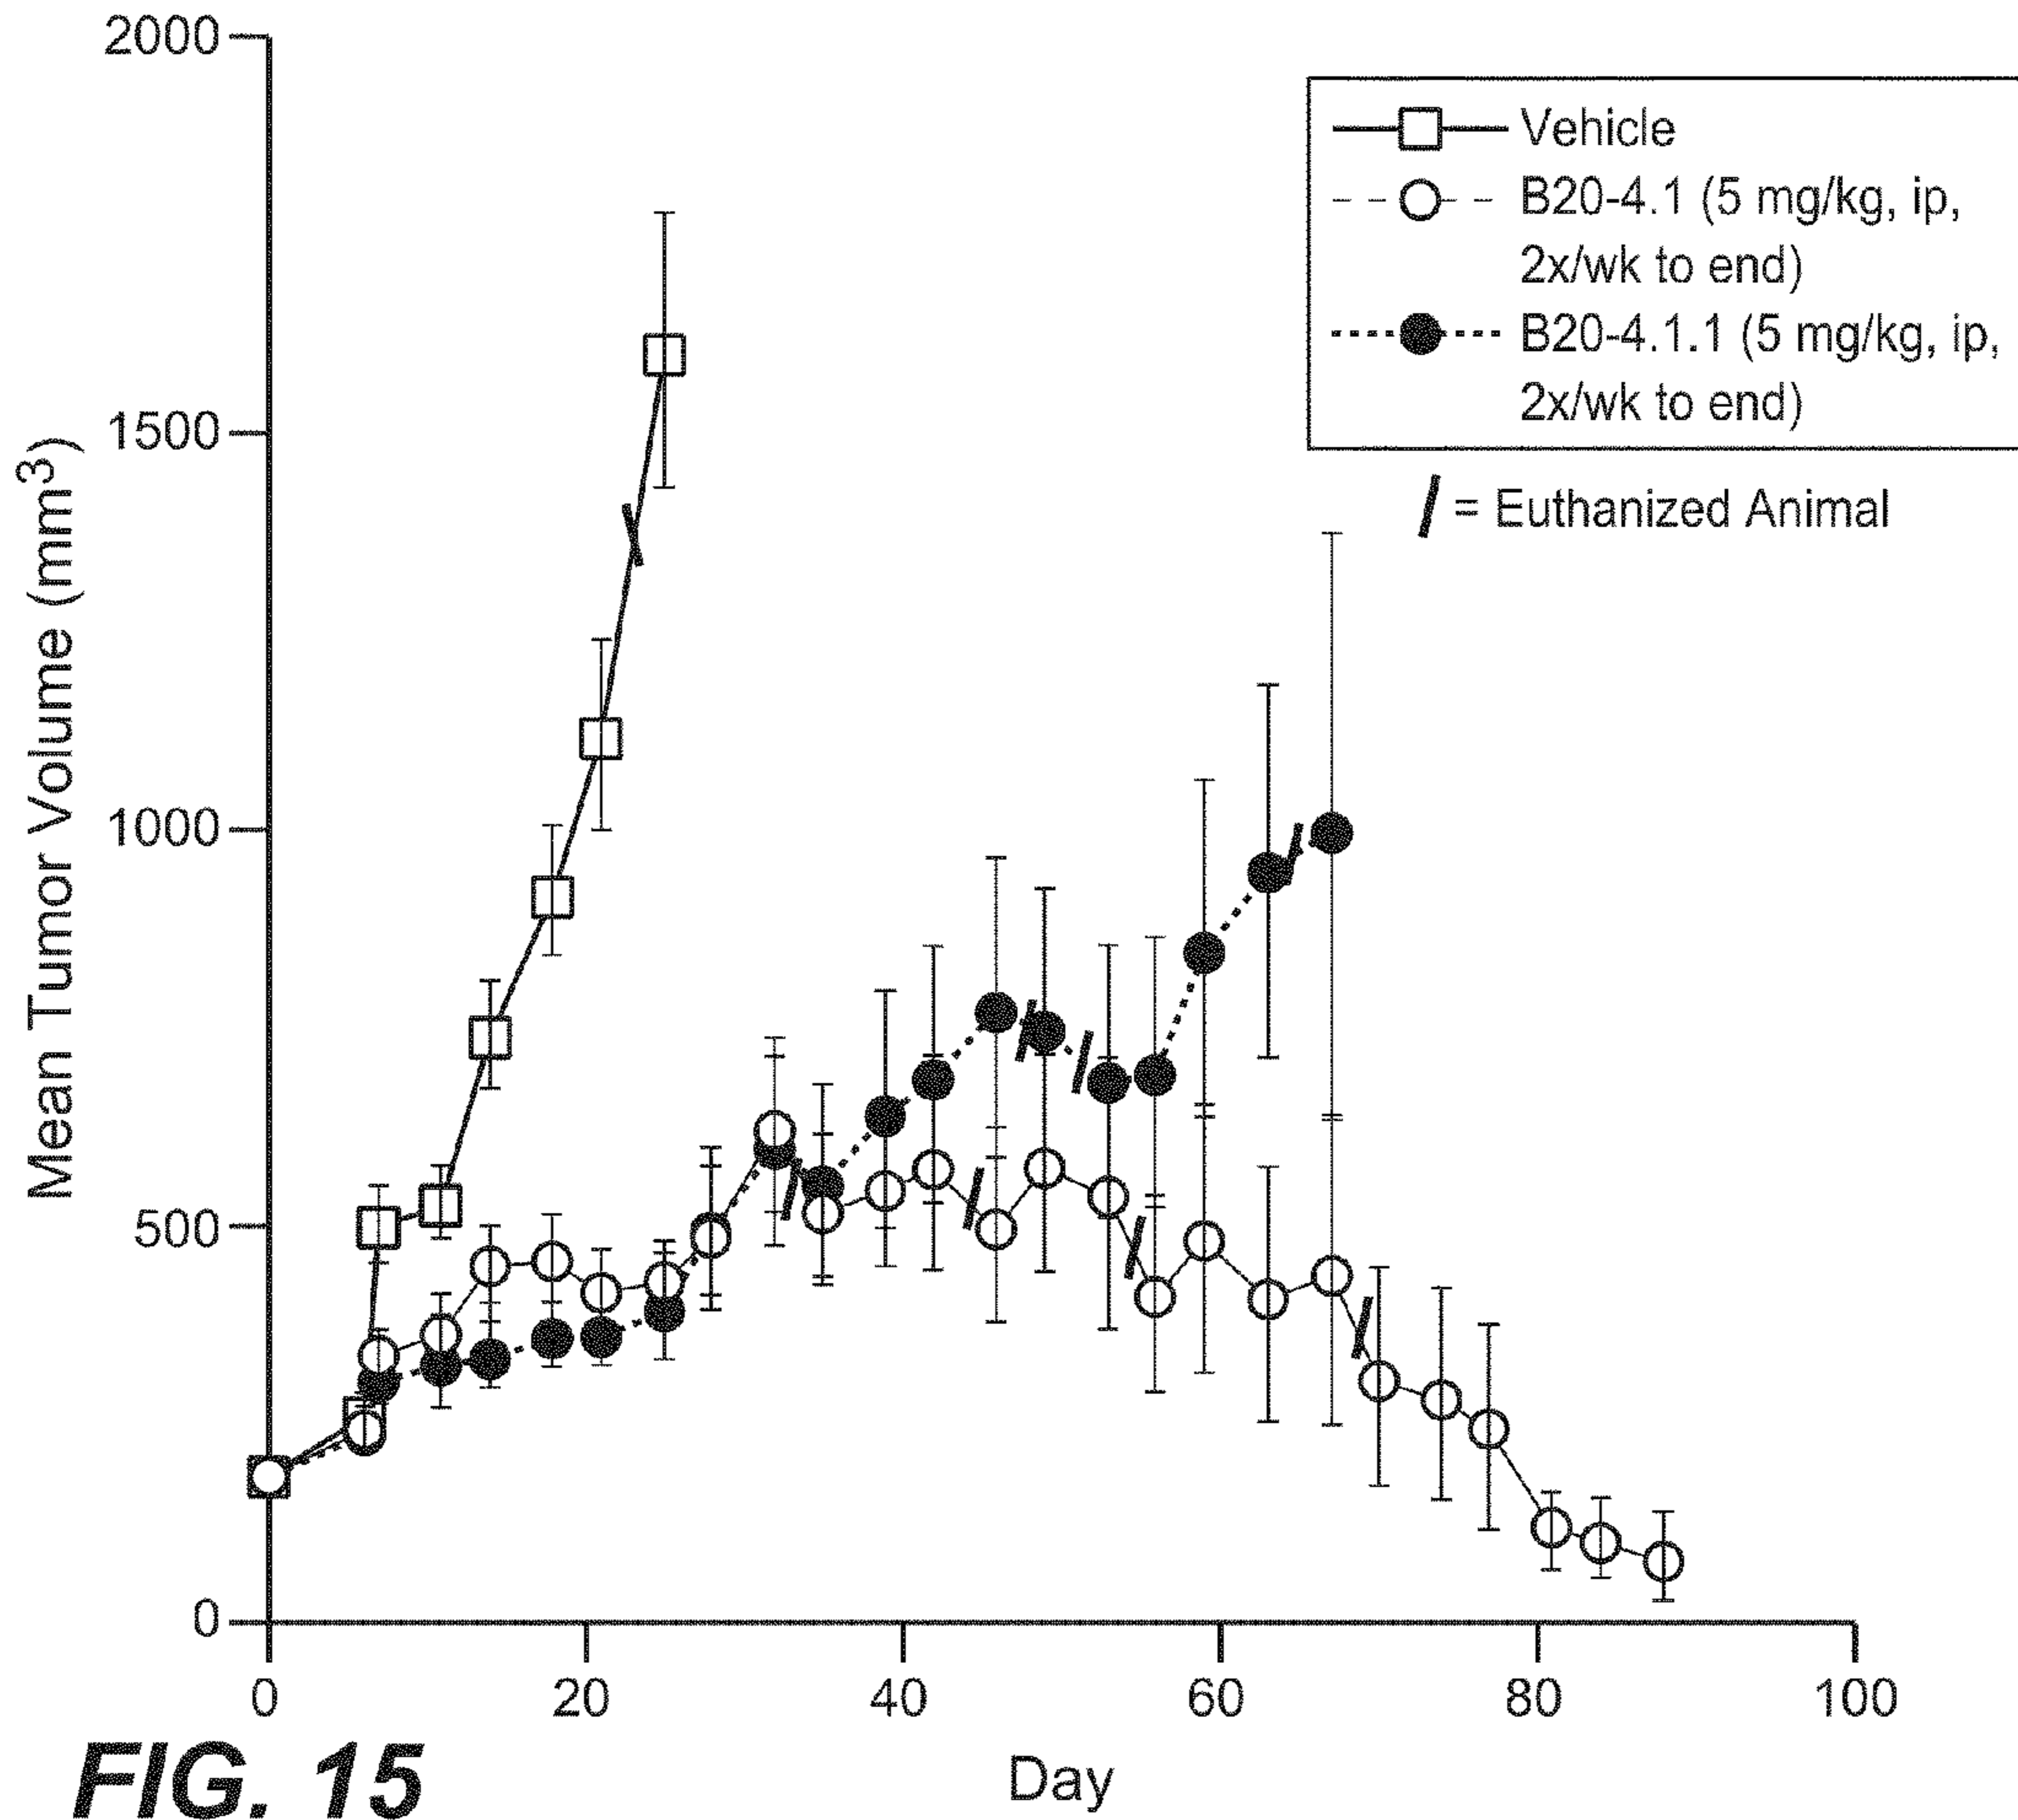 2000
1500
1000
500
0
Mean Tumor Volume (mm³)
Vehicle
B20-4.1 (5 mg/kg, ip,
2x/wk to end)
B20-4.1.1 (5 mg/kg, ip,
2x/wk to end)
/ = Euthanized Animal
0 20 40 60 80 100
Day
FIG. 15